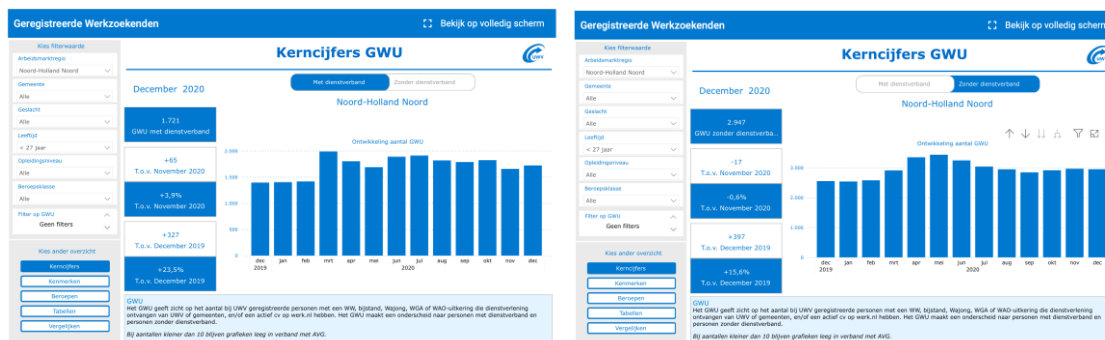 Geregistreerde Werkzoekenden
Bekijk op volledig scherm
Kies filterwaarde
Arbeidsmarktregio
Noord-Holland Noord
Gemeente
Alle
Geslacht
Alle
Leeftijd
< 27 jaar
Opleidingsniveau
Alle
Beroepsklasse
Alle
Filter op GWU
Geen filters
Kies ander overzicht
Kerncijfers
Kenmerken
Beroepen
Tabellen
Vergelijken
Kerncijfers GWU
UWV
December 2020
Met dienstverband
Zonder dienstverband
Noord-Holland Noord
1.721
GWU met dienstverband
+65
T.o.v. November 2020
+3,9%
T.o.v. November 2020
+327
T.o.v. December 2019
+23,5%
T.o.v. December 2019
Ontwikkeling aantal GWU
2.000
1.500
1.000
500
0
dec jan feb mrt apr mei jun jul aug sep okt nov dec
2019 2020
GWU
Het GWU geeft zicht op het aantal bij UWV geregistreerde personen met een WW, bijstand, Wajong, WGA of WAO-uitkering die dienstverlening
ontvangen van UWV of gemeenten, en/of een actief cv op werk.nl hebben. Het GWU maakt een onderscheid naar personen met dienstverband en
personen zonder dienstverband.
Bij aantallen kleiner dan 10 blijven grafieken leeg in verband met AVG.
Geregistreerde Werkzoekenden
Bekijk op volledig scherm
Kies filterwaarde
Arbeidsmarktregio
Noord-Holland Noord
Gemeente
Alle
Geslacht
Alle
Leeftijd
< 27 jaar
Opleidingsniveau
Alle
Beroepsklasse
Alle
Filter op GWU
Geen filters
Kies ander overzicht
Kerncijfers
Kenmerken
Beroepen
Tabellen
Vergelijken
Kerncijfers GWU
UWV
December 2020
Met dienstverband
Zonder dienstverband
Noord-Holland Noord
2.947
GWU zonder dienstverba...
-17
T.o.v. November 2020
-0,6%
T.o.v. November 2020
+397
T.o.v. December 2019
+15,6%
T.o.v. December 2019
Ontwikkeling aantal GWU
3.000
2.000
1.000
0
dec jan feb mrt apr mei jun jul aug sep okt nov dec
2019 2020
GWU
Het GWU geeft zicht op het aantal bij UWV geregistreerde personen met een WW, bijstand, Wajong, WGA of WAO-uitkering die dienstverlening
ontvangen van UWV of gemeenten, en/of een actief cv op werk.nl hebben. Het GWU maakt een onderscheid naar personen met dienstverband en
personen zonder dienstverband.
Bij aantallen kleiner dan 10 blijven grafieken leeg in verband met AVG.